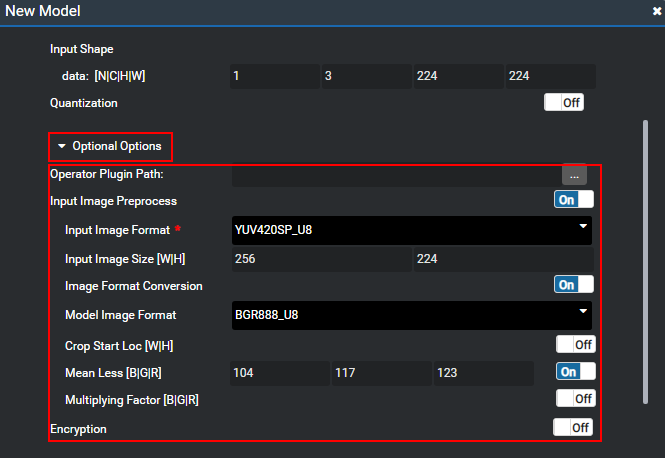 New Model ×
Input Shape
data: [N|C|H|W] 1 3 224 224
Quantization Off
Optional Options
Operator Plugin Path: ...
Input Image Preprocess On
Input Image Format * YUV420SP_U8
Input Image Size [W|H] 256 224
Image Format Conversion On
Model Image Format BGR888_U8
Crop Start Loc [W|H] Off
Mean Less [B|G|R] 104 117 123 On
Multiplying Factor [B|G|R] Off
Encryption Off